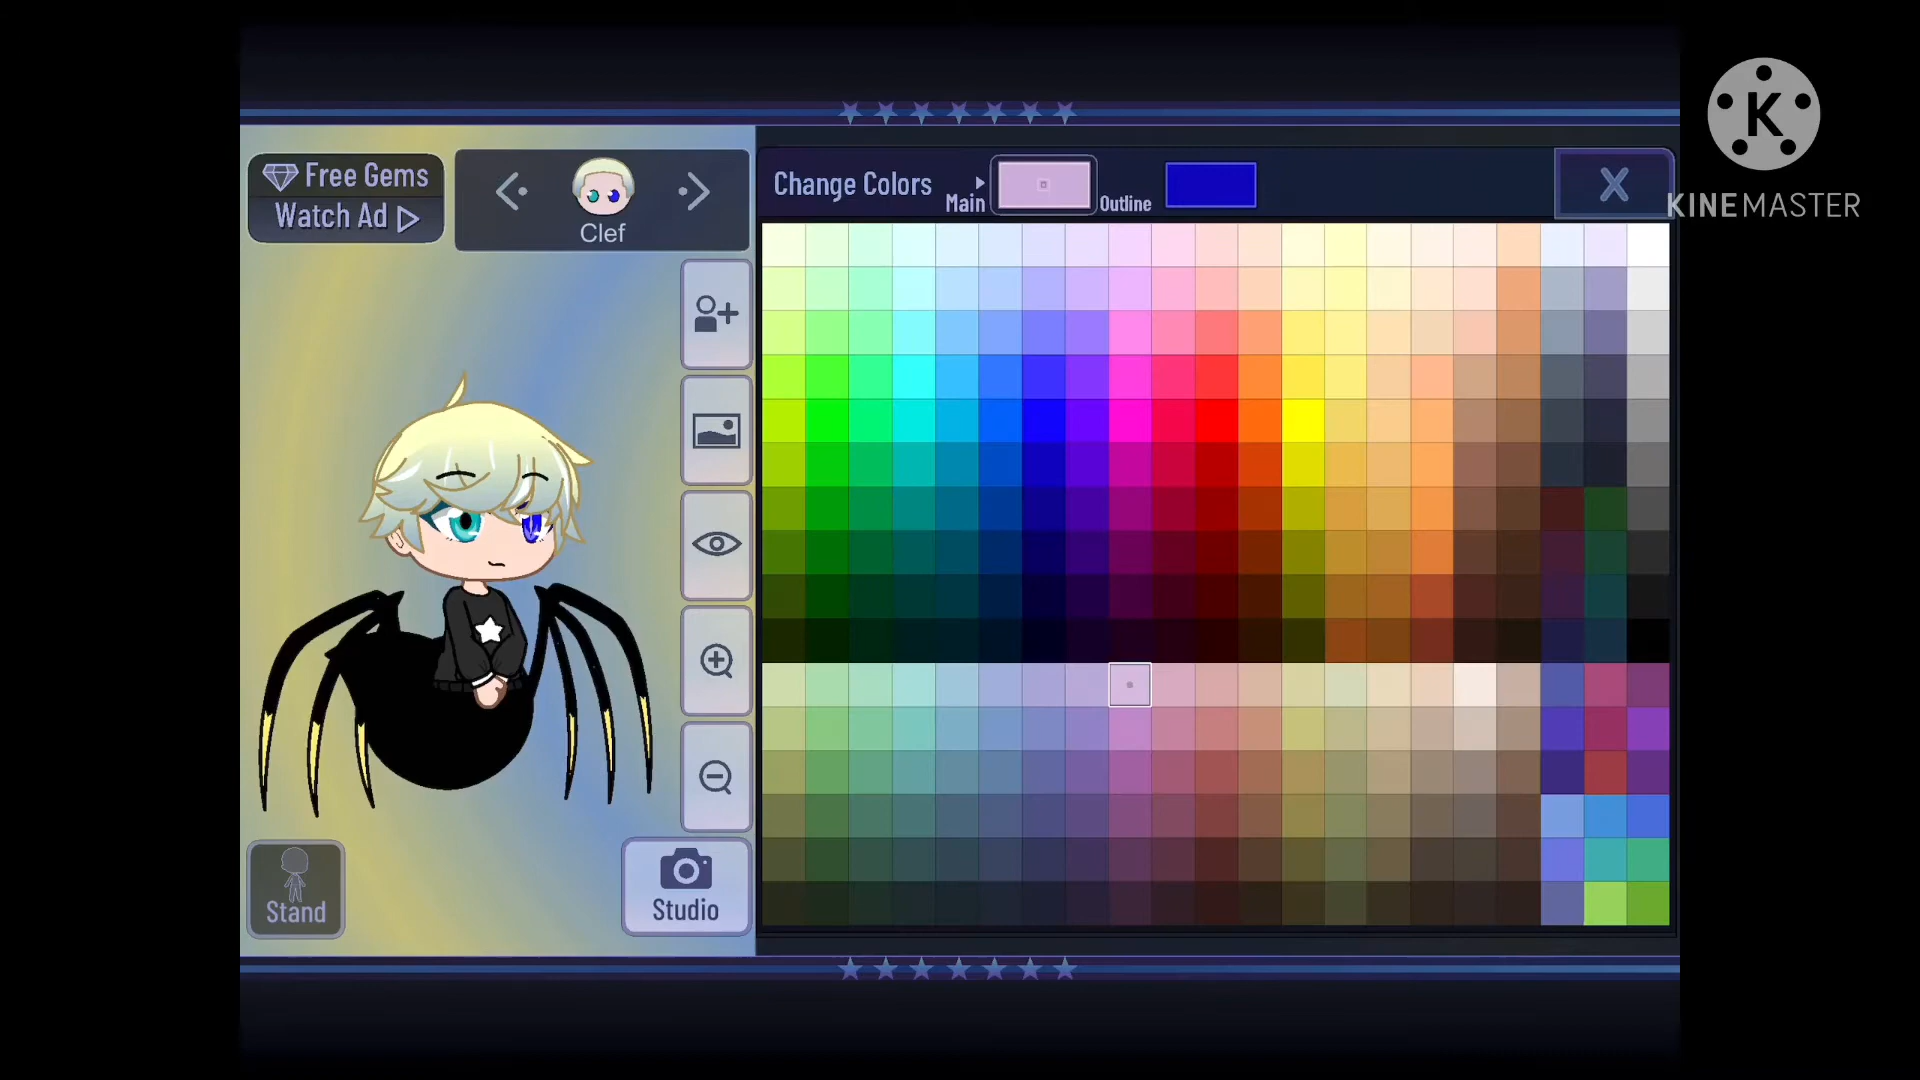 Free Gems
Watch Ad
Clef
Change Colors
Main
Outline
X
K
KINEMASTER
Stand
Studio